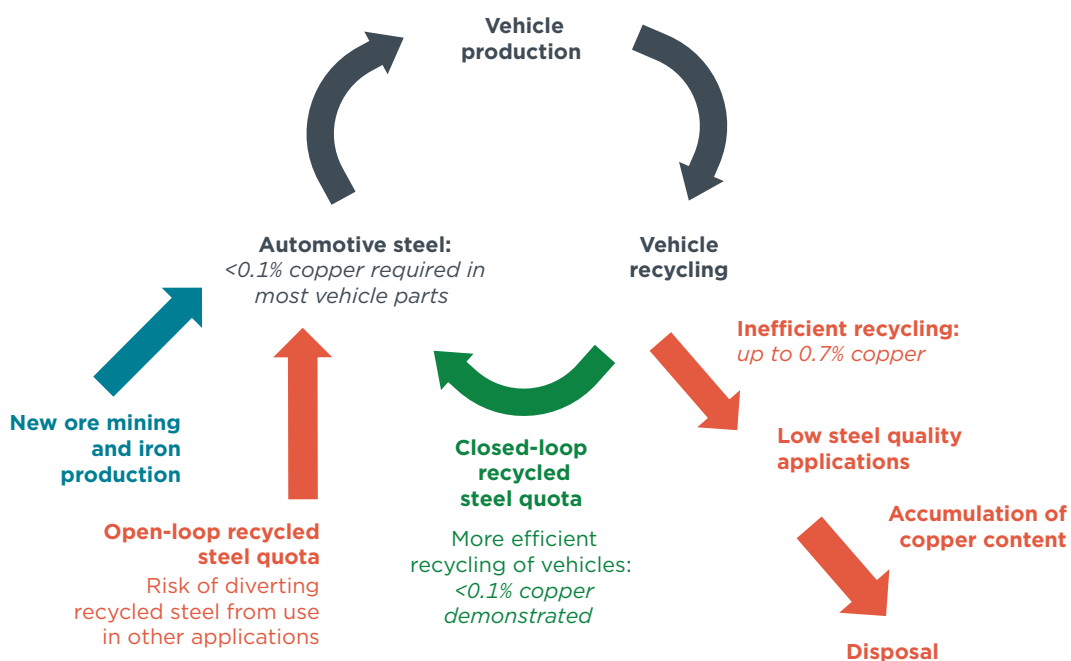 Vehicle
production
Automotive steel:
<0.1% copper required in
most vehicle parts
Vehicle
recycling
Inefficient recycling:
up to 0.7% copper
New ore mining
and iron
production
Low steel quality
applications
Closed-loop
recycled
steel quota
Accumulation of
copper content
Open-loop recycled
steel quota
Risk of diverting
recycled steel from use
in other applications
More efficient
recycling of vehicles:
<0.1% copper
demonstrated
Disposal